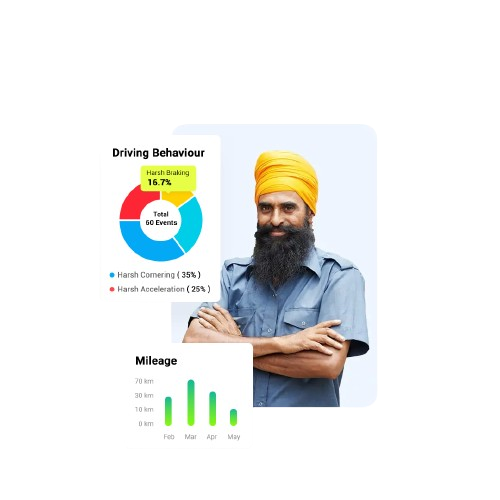 Driving Behaviour
Harsh Braking
16.7%
Total
60 Events
Harsh Cornering ( 35% )
Harsh Acceleration ( 25% )
Mileage
70 km
30 km
10 km
0 km
Feb Mar Apr May